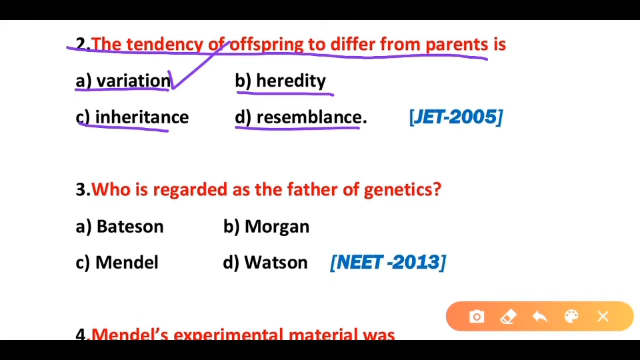 2.The tendency of offspring to differ from parents is
a) variation b) heredity
c) inheritance d) resemblance. [JET-2005]
3.Who is regarded as the father of genetics?
a) Bateson b) Morgan
c) Mendel d) Watson [NEET -2013]
4.Mendel's experimental material was